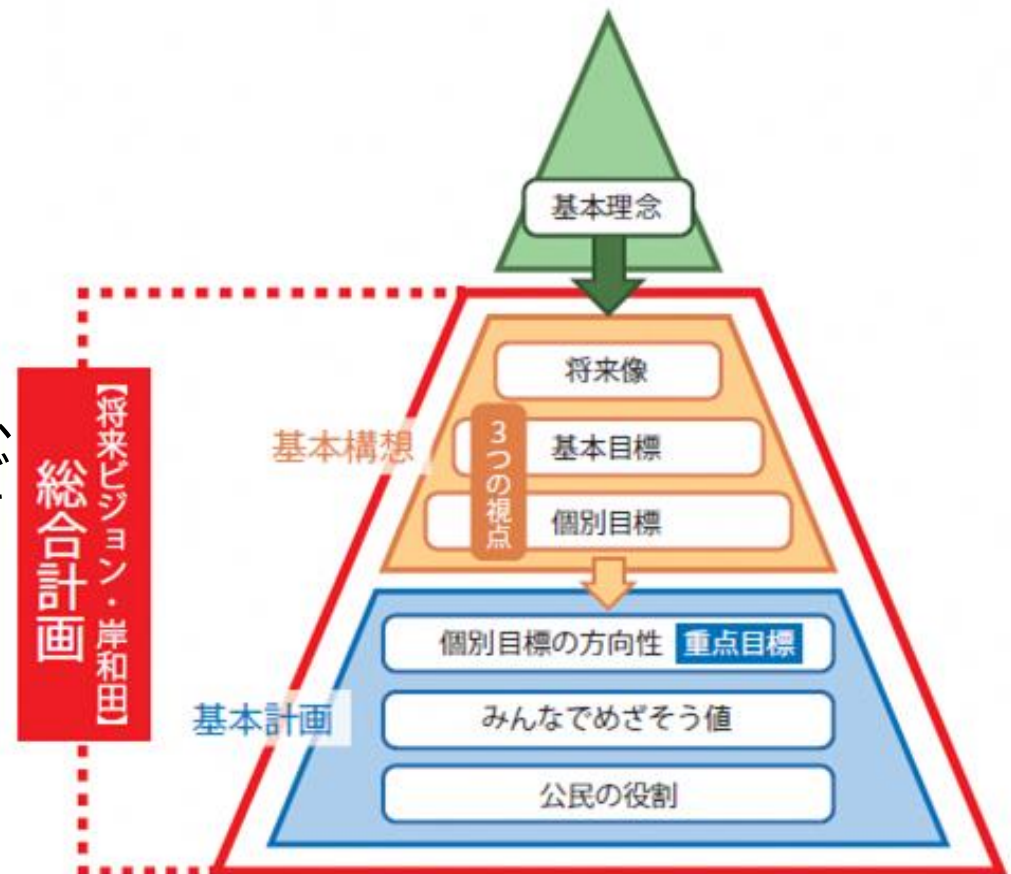 基本理念
将来像
基本構想
3つの視点
基本目標
個別目標
【将来ビジョン・岸和田】
総合計画
個別目標の方向性 重点目標
基本計画
みんなでめざそう値
公民の役割